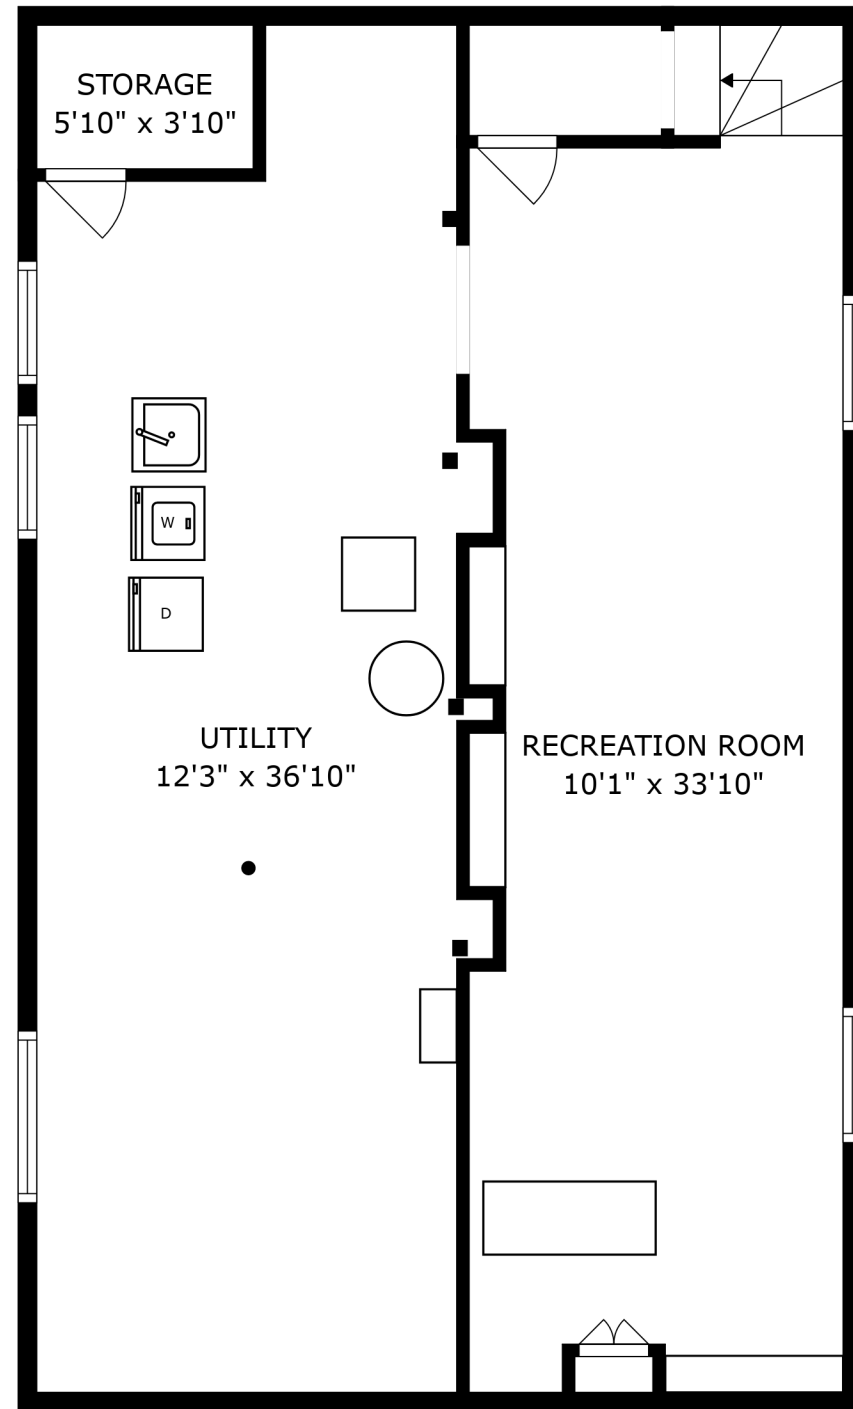 STORAGE
5'10" x 3'10"
W
D
UTILITY
12'3" x 36'10"
RECREATION ROOM
10'1" x 33'10"